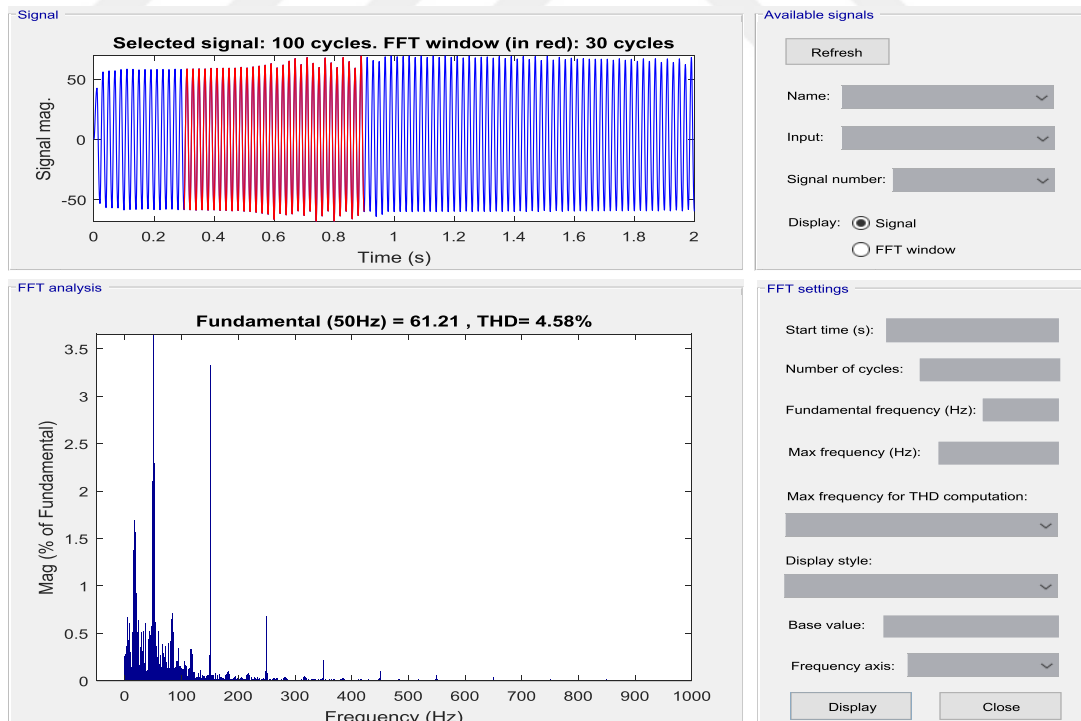 Signal
Selected signal: 100 cycles. FFT window (in red): 30 cycles
50
0
-50
Signal mag.
0 0.2 0.4 0.6 0.8 1 1.2 1.4 1.6 1.8 2
Time (s)
Available signals
Refresh
Name:
Input:
Signal number:
Display: Signal
FFT window
FFT analysis
Fundamental (50Hz) = 61.21 , THD= 4.58%
3.5
3
2.5
2
1.5
1
0.5
0
Mag (% of Fundamental)
0 100 200 300 400 500 600 700 800 900 1000
Frequency (Hz)
FFT settings
Start time (s):
Number of cycles:
Fundamental frequency (Hz):
Max frequency (Hz):
Max frequency for THD computation:
Display style:
Base value:
Frequency axis:
Display Close